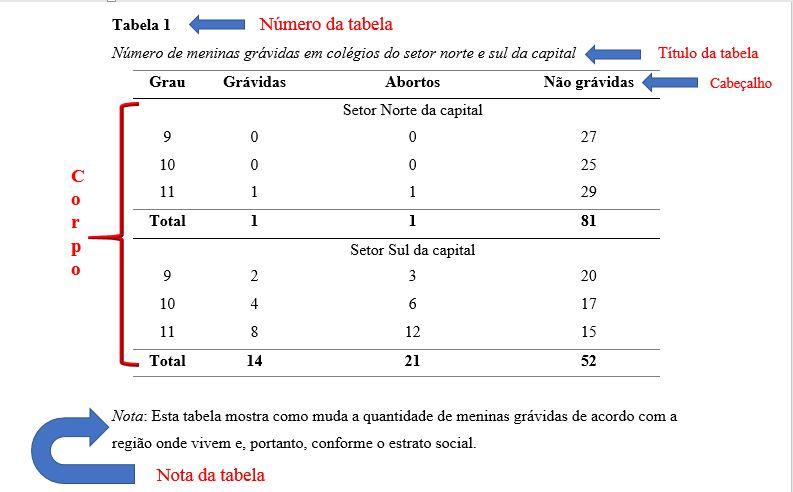 Tabela 1 Número da tabela
Número de meninas grávidas em colégios do setor norte e sul da capital Título da tabela
Grau Grávidas Abortos Não grávidas Cabeçalho
Setor Norte da capital
9 0 0 27
10 0 0 25
11 1 1 29
Total 1 1 81
Setor Sul da capital
9 2 3 20
10 4 6 17
11 8 12 15
Total 14 21 52
Corpo
Nota: Esta tabela mostra como muda a quantidade de meninas grávidas de acordo com a
região onde vivem e, portanto, conforme o estrato social.
Nota da tabela